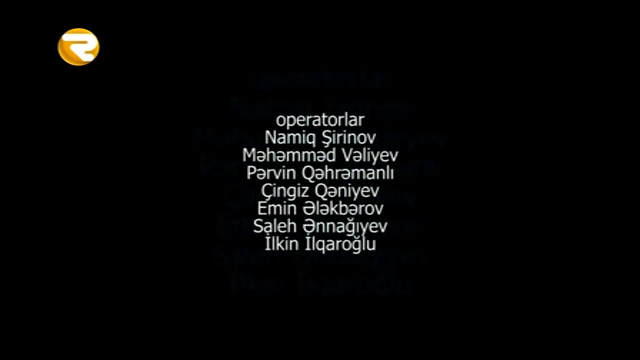 operatorlar
Namiq Şirinov
Məhəmməd Vəliyev
Pərvin Qəhrəmanlı
Çingiz Qəniyev
Emin Ələkbərov
Saleh Ənnağıyev
İlkin İlqaroğlu